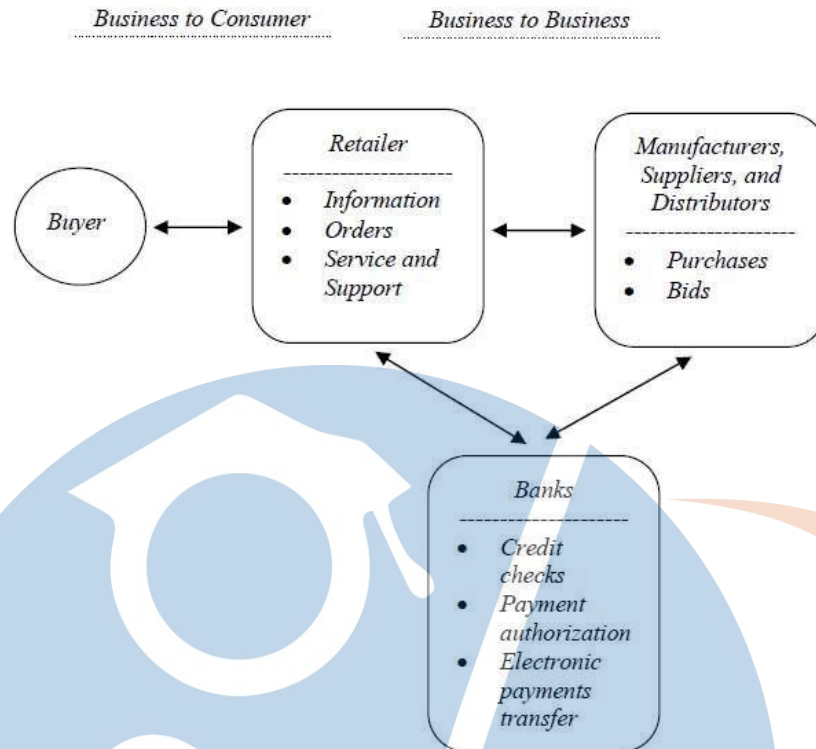 Business to Consumer
Business to Business
Buyer
Retailer
• Information
• Orders
• Service and
Support
Manufacturers,
Suppliers, and
Distributors
• Purchases
• Bids
Banks
• Credit
checks
• Payment
authorization
• Electronic
payments
transfer